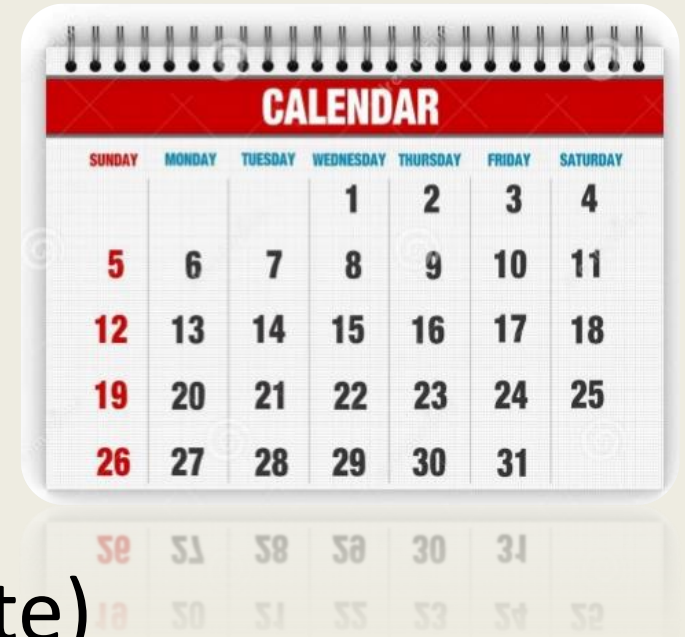 CALENDAR
SUNDAY MONDAY TUESDAY WEDNESDAY THURSDAY FRIDAY SATURDAY
1 2 3 4
5 6 7 8 9 10 11
12 13 14 15 16 17 18
19 20 21 22 23 24 25
26 27 28 29 30 31
te)